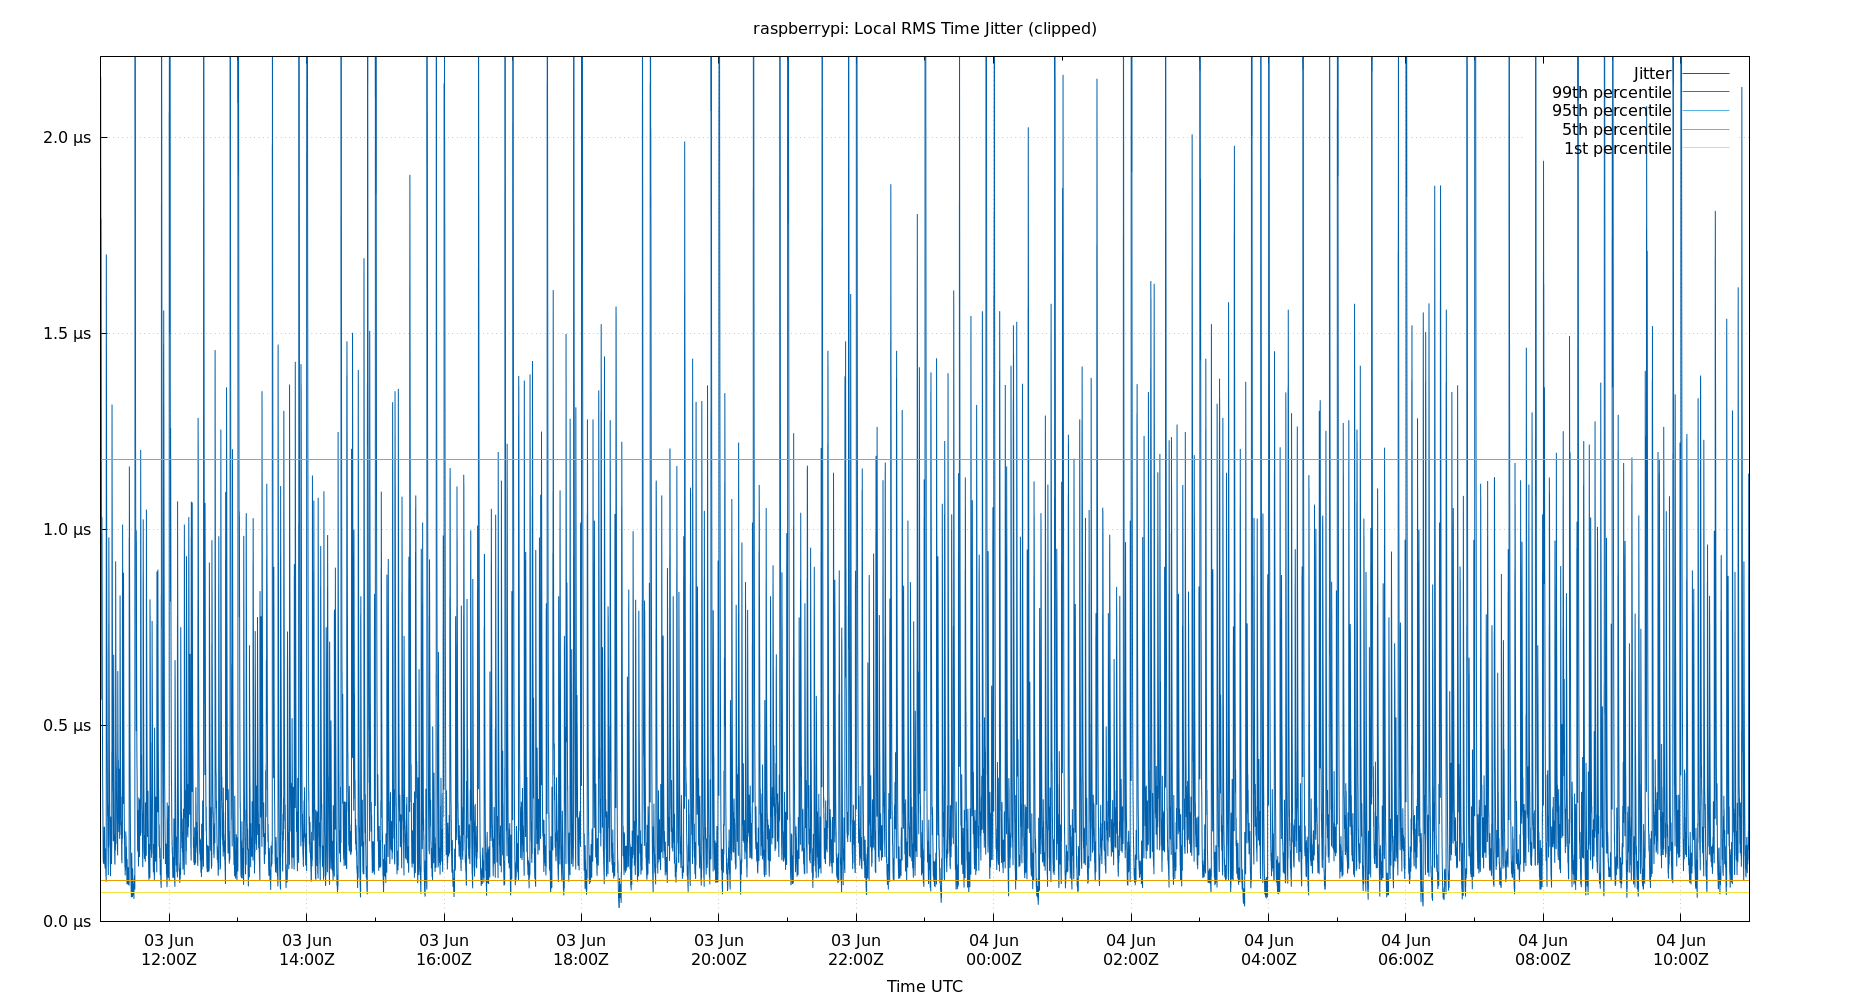 raspberrypi: Local RMS Time Jitter (clipped)
Jitter
99th percentile
95th percentile
5th percentile
1st percentile
2.0 µs
1.5 µs
1.0 µs
0.5 µs
0.0 µs
03 Jun 03 Jun 03 Jun 03 Jun 03 Jun 03 Jun 04 Jun 04 Jun 04 Jun 04 Jun 04 Jun 04 Jun
12:00Z 14:00Z 16:00Z 18:00Z 20:00Z 22:00Z 00:00Z 02:00Z 04:00Z 06:00Z 08:00Z 10:00Z
Time UTC